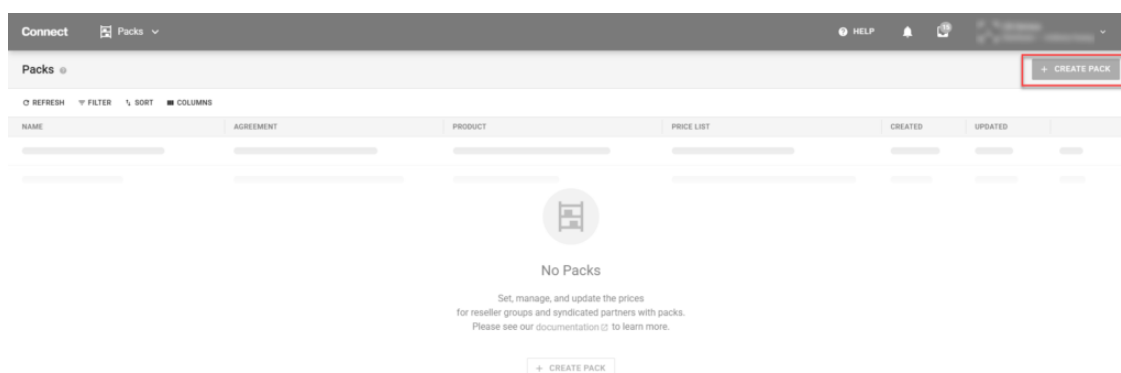 Connect Packs HELP
Packs
+ CREATE PACK
REFRESH FILTER SORT COLUMNS
NAME AGREEMENT PRODUCT PRICE LIST CREATED UPDATED
No Packs
Set, manage, and update the prices
for reseller groups and syndicated partners with packs.
Please see our documentation to learn more.
+ CREATE PACK